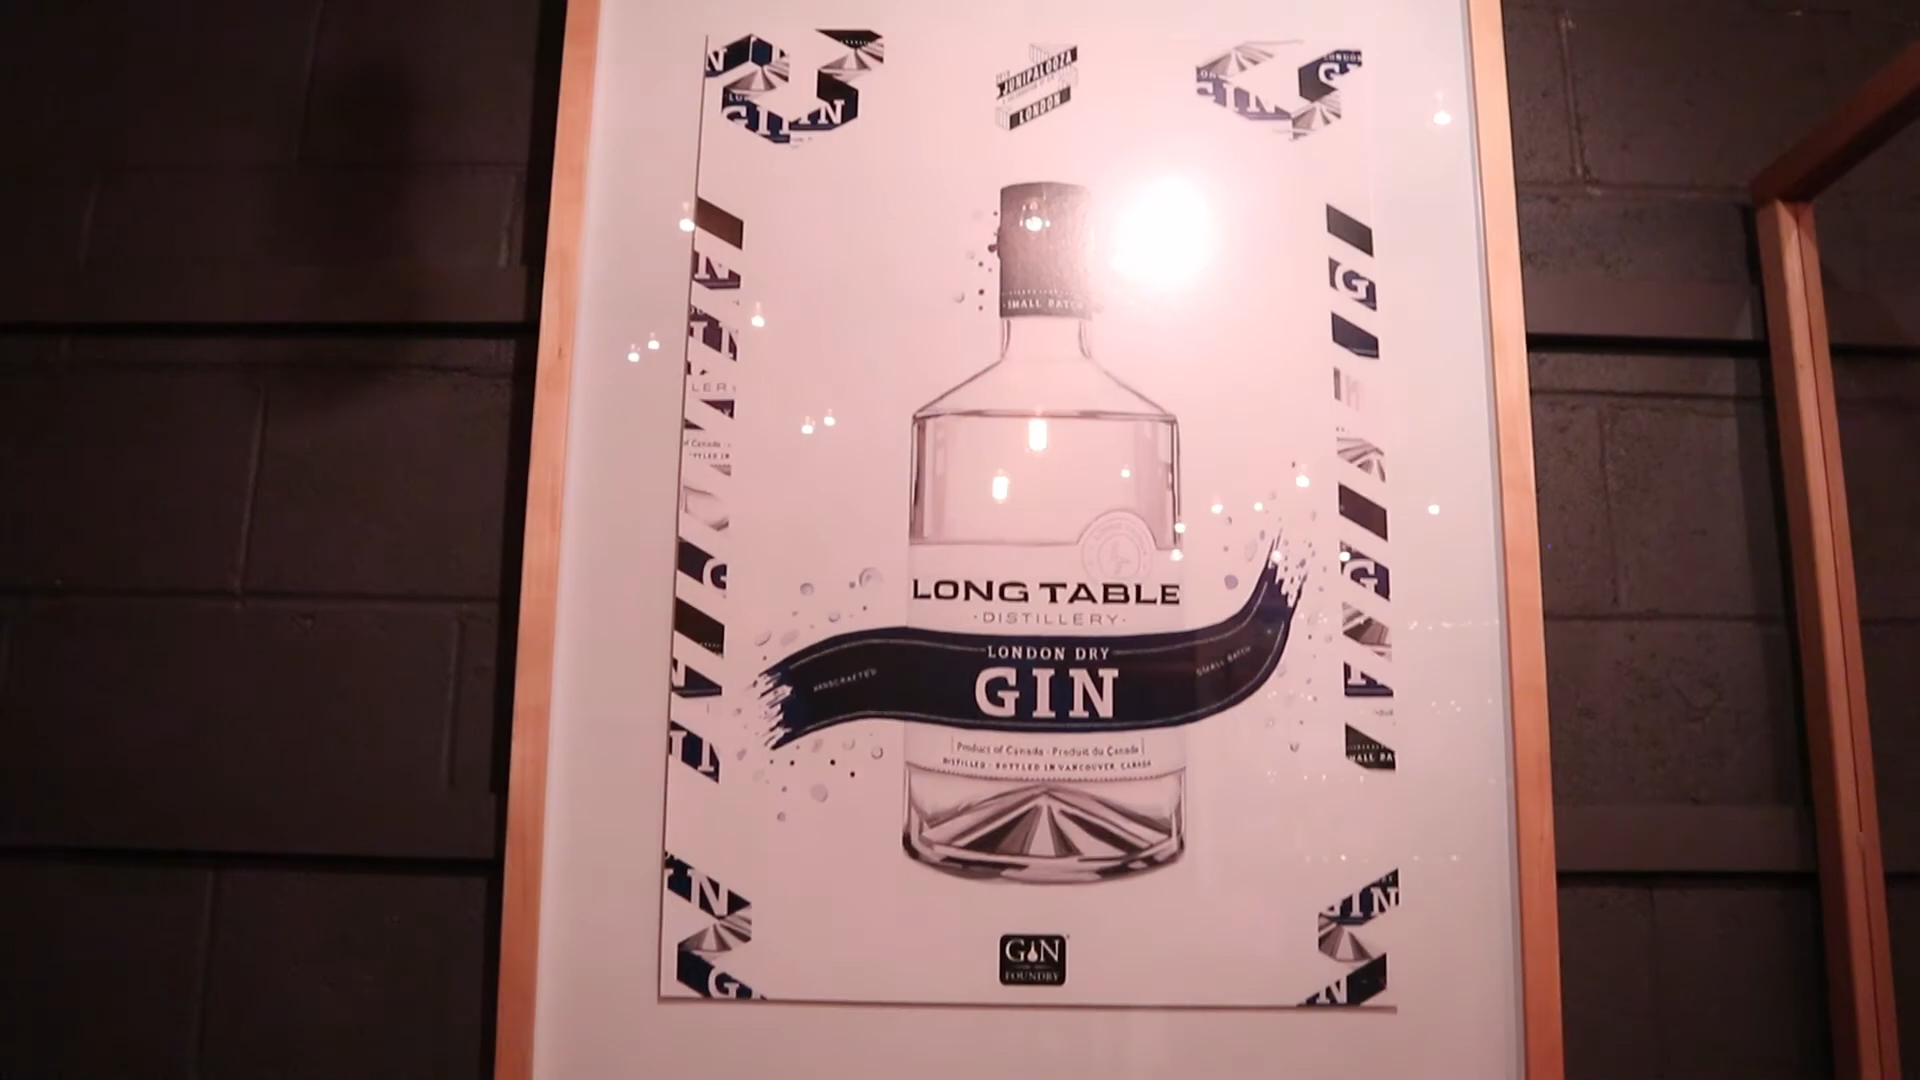 JUNIPALOOZA
LONDON
SMALL BATCH
LONG TABLE
·DISTILLERY·
LONDON DRY
HANDCRAFTED
GIN
SMALL BATCH
Product of Canada · Produit du Canada
DISTILLED · BOTTLED IN VANCOUVER, CANADA
GIN
FOUNDRY